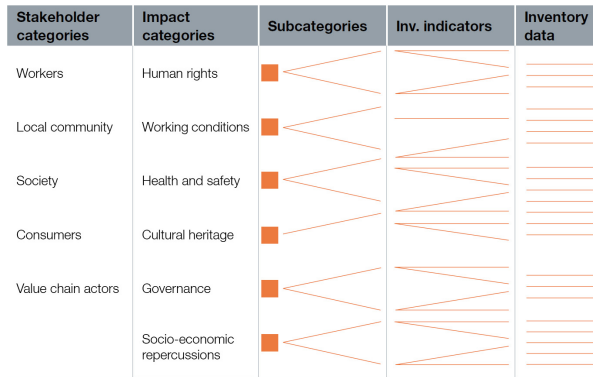 Stakeholder categories
Impact categories
Subcategories
Inv. indicators
Inventory data
Workers
Human rights
Local community
Working conditions
Society
Health and safety
Consumers
Cultural heritage
Value chain actors
Governance
Socio-economic
repercussions